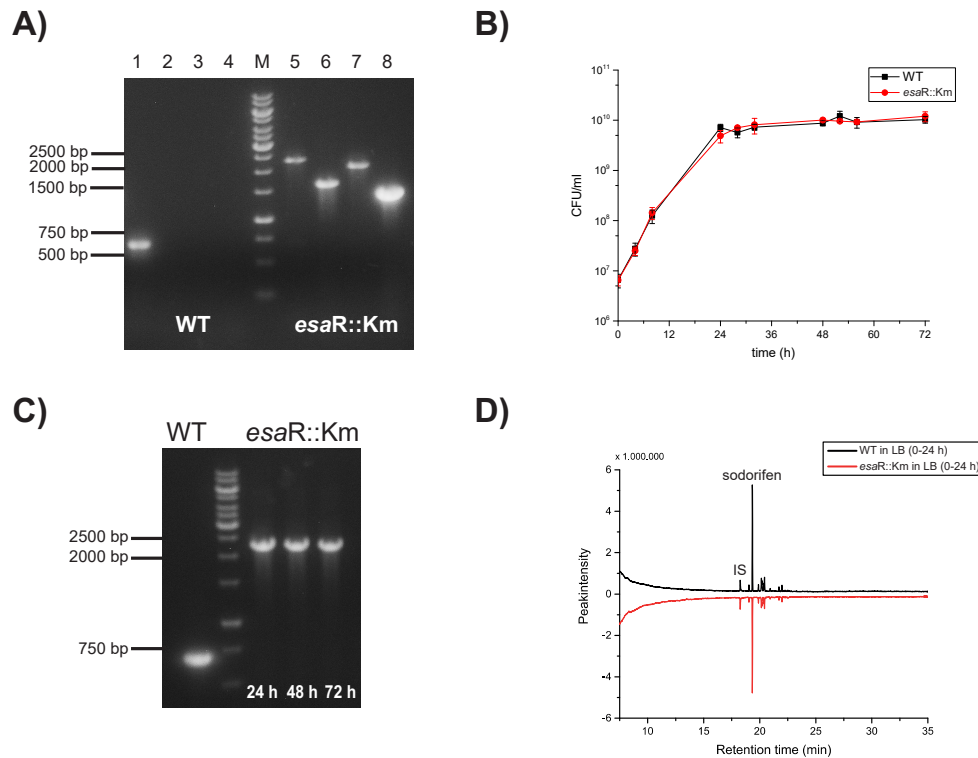 A)
1 2 3 4 M 5 6 7 8
2500 bp
2000 bp
1500 bp
750 bp
500 bp
WT esaR::Km
B)
WT
esaR::Km
10¹¹
10¹⁰
10⁹
10⁸
10⁷
10⁶
CFU/ml
0 12 24 36 48 60 72
time (h)
C)
WT esaR::Km
2500 bp
2000 bp
750 bp
24 h 48 h 72 h
D)
WT in LB (0-24 h)
esaR::Km in LB (0-24 h)
x 1.000.000
6
4
2
0
-2
-4
-6
sodorifen
IS
Peakintensity
10 15 20 25 30 35
Retention time (min)